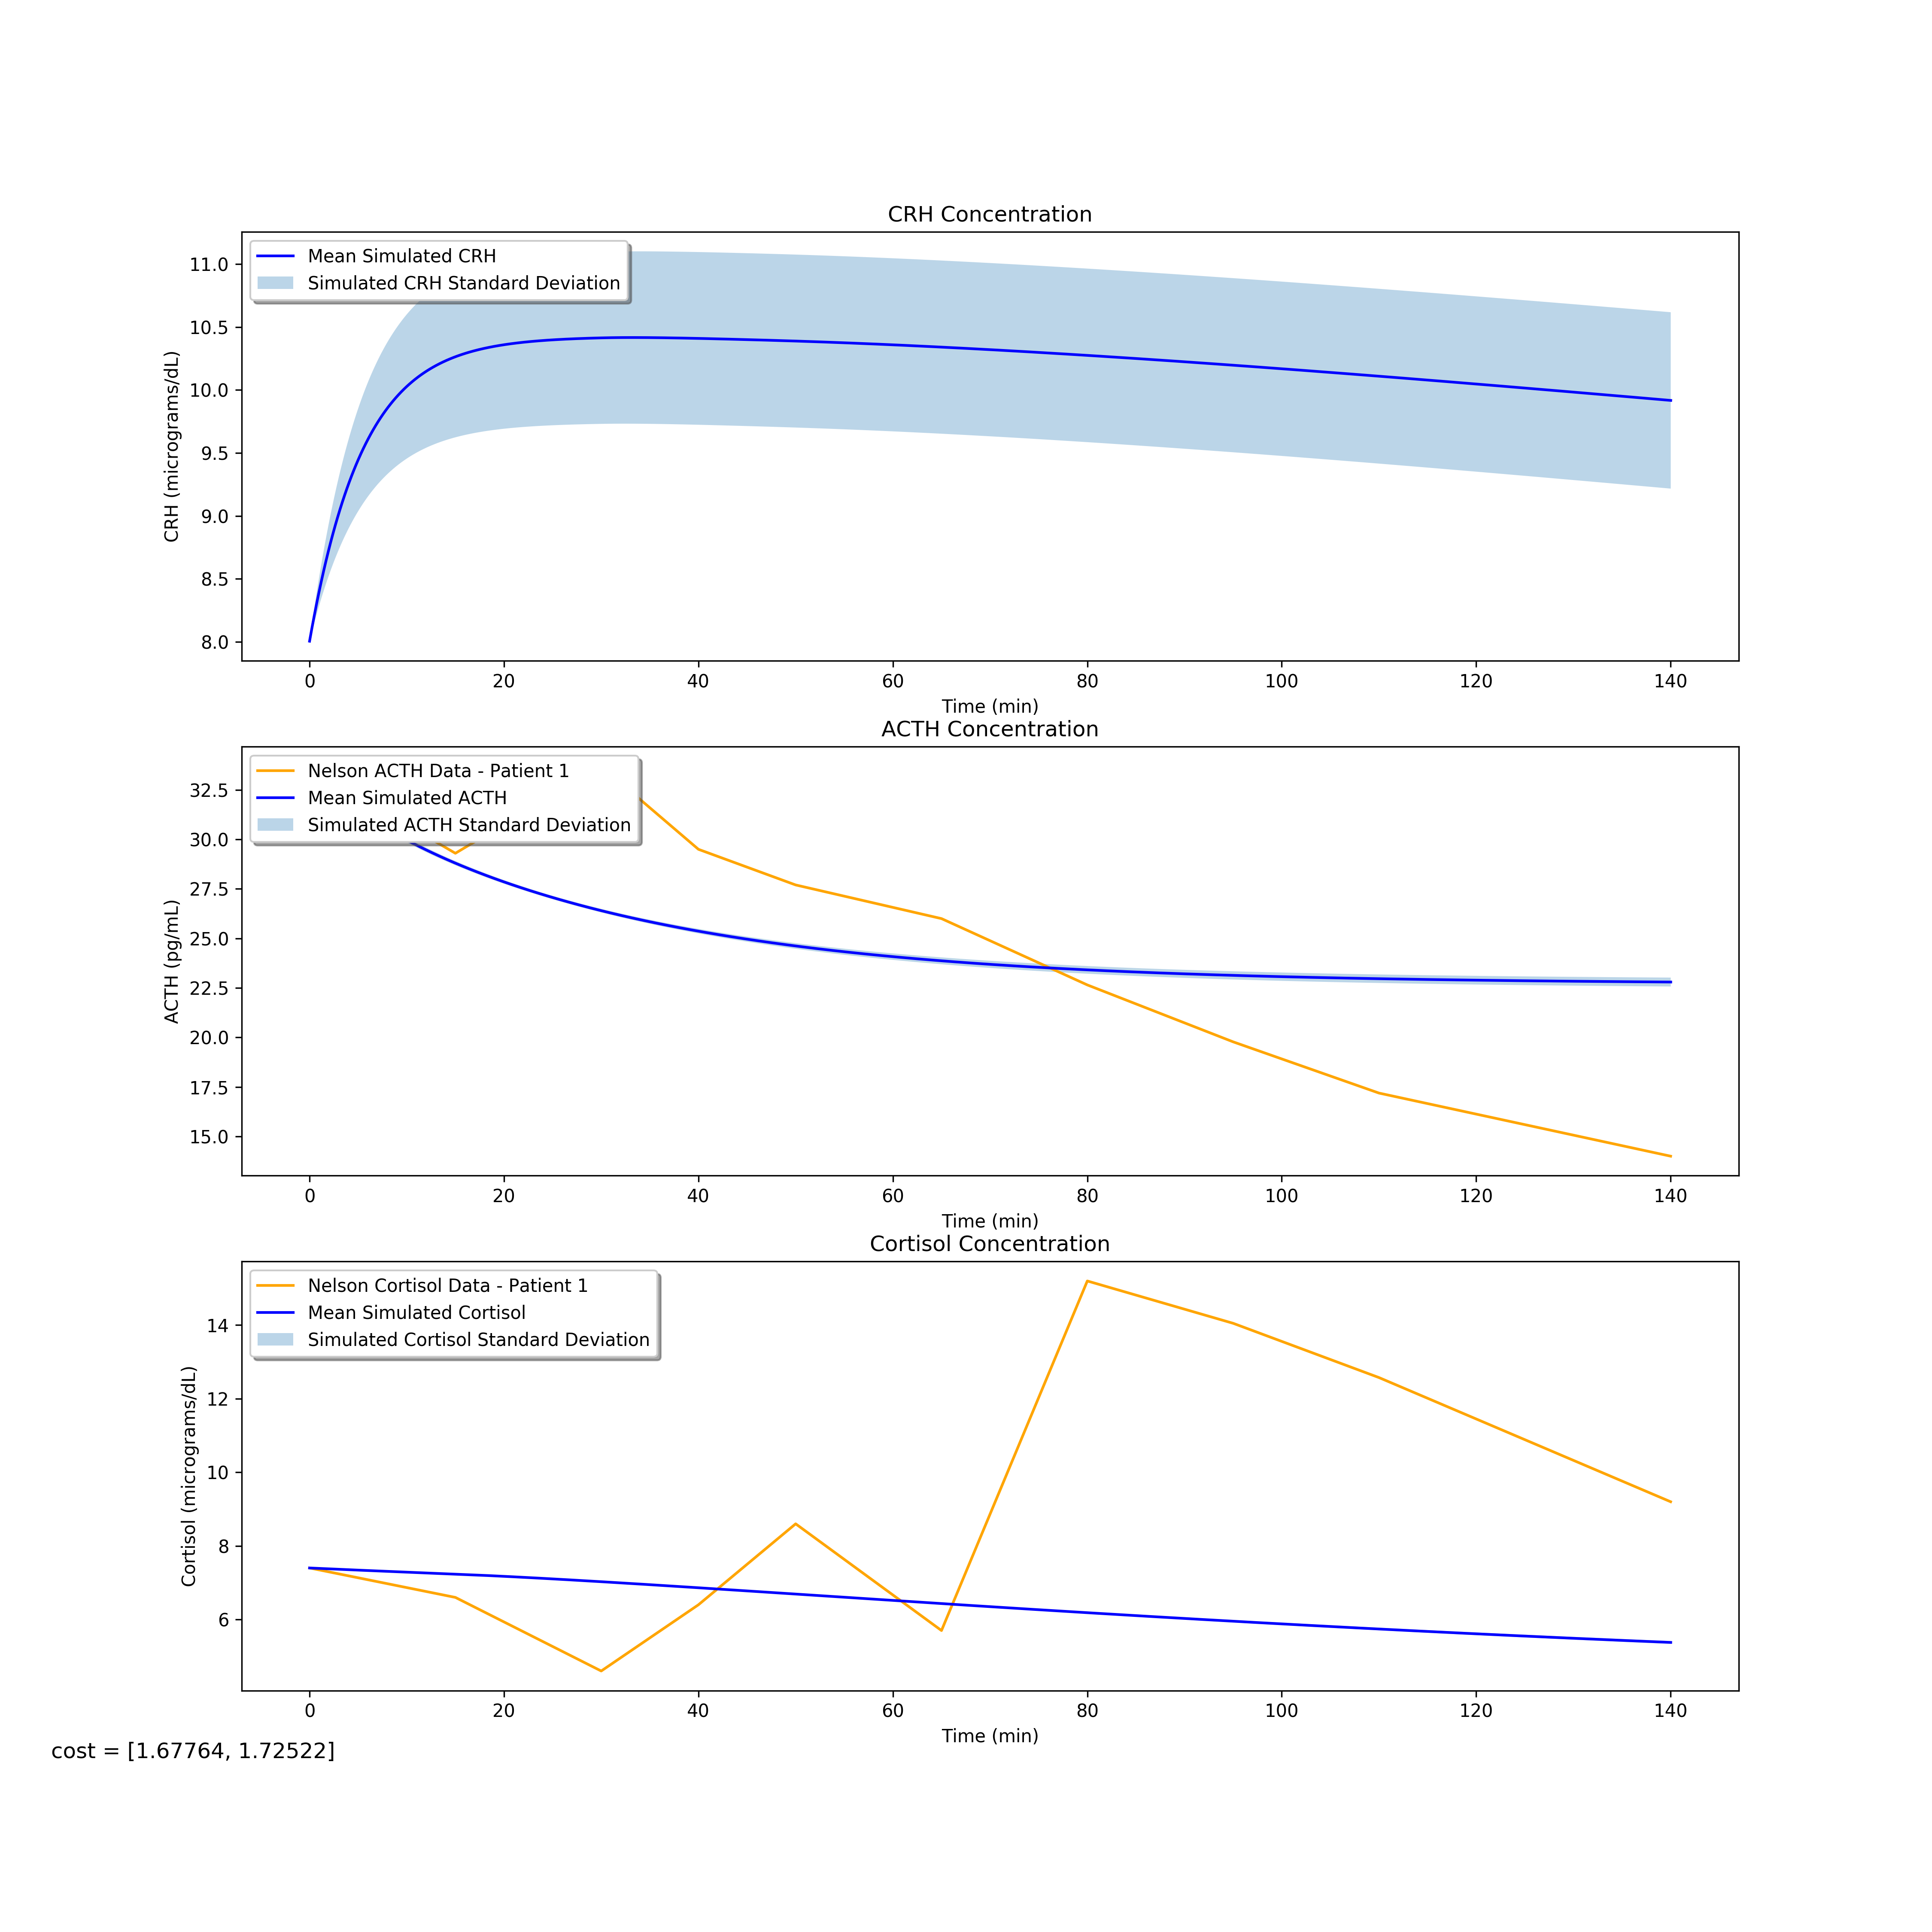 CRH Concentration
Mean Simulated CRH
Simulated CRH Standard Deviation
CRH (micrograms/dL)
11.0
10.5
10.0
9.5
9.0
8.5
8.0
0 20 40 60 80 100 120 140
Time (min)
ACTH Concentration
Nelson ACTH Data - Patient 1
Mean Simulated ACTH
Simulated ACTH Standard Deviation
ACTH (pg/mL)
32.5
30.0
27.5
25.0
22.5
20.0
17.5
15.0
0 20 40 60 80 100 120 140
Time (min)
Cortisol Concentration
Nelson Cortisol Data - Patient 1
Mean Simulated Cortisol
Simulated Cortisol Standard Deviation
Cortisol (micrograms/dL)
14
12
10
8
6
0 20 40 60 80 100 120 140
Time (min)
cost = [1.67764, 1.72522]